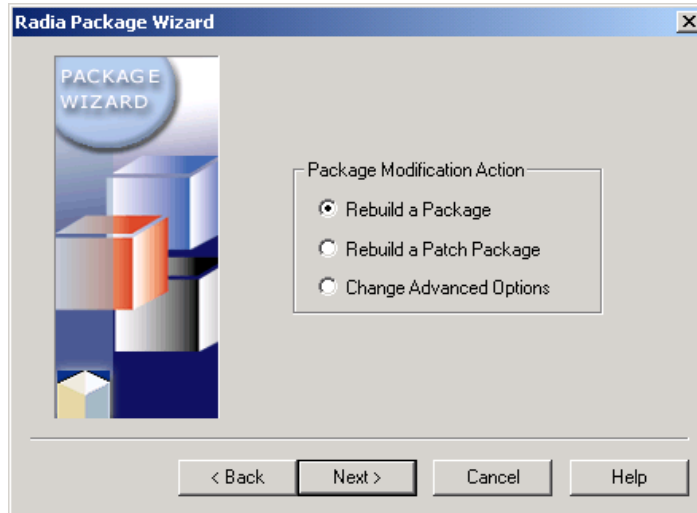 Radia Package Wizard
PACKAGE
WIZARD
Package Modification Action
Rebuild a Package
Rebuild a Patch Package
Change Advanced Options
< Back
Next >
Cancel
Help